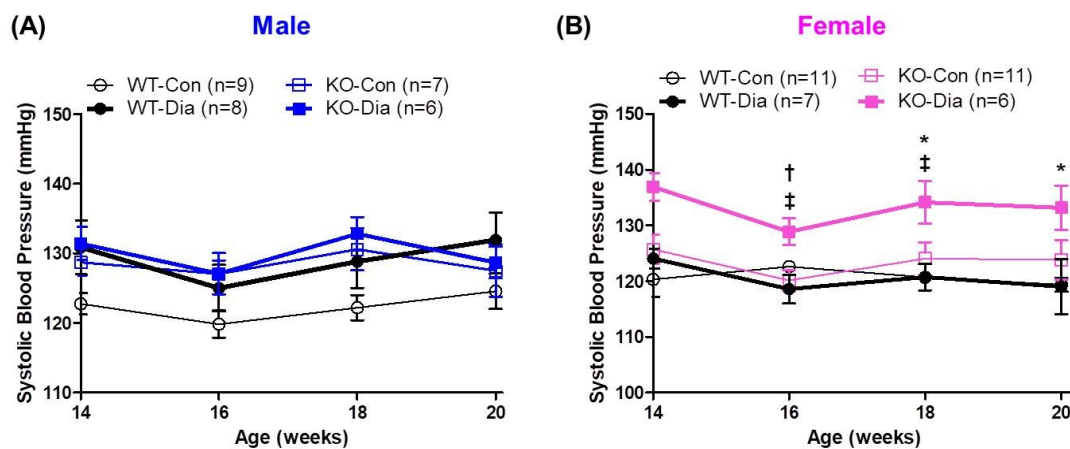 (A) Male
WT-Con (n=9) KO-Con (n=7)
WT-Dia (n=8) KO-Dia (n=6)
Systolic Blood Pressure (mmHg)
150
140
130
120
110
14 16 18 20
Age (weeks)
(B) Female
WT-Con (n=11) KO-Con (n=11)
WT-Dia (n=7) KO-Dia (n=6)
Systolic Blood Pressure (mmHg)
150
140
130
120
110
100
† * *
‡ ‡
14 16 18 20
Age (weeks)